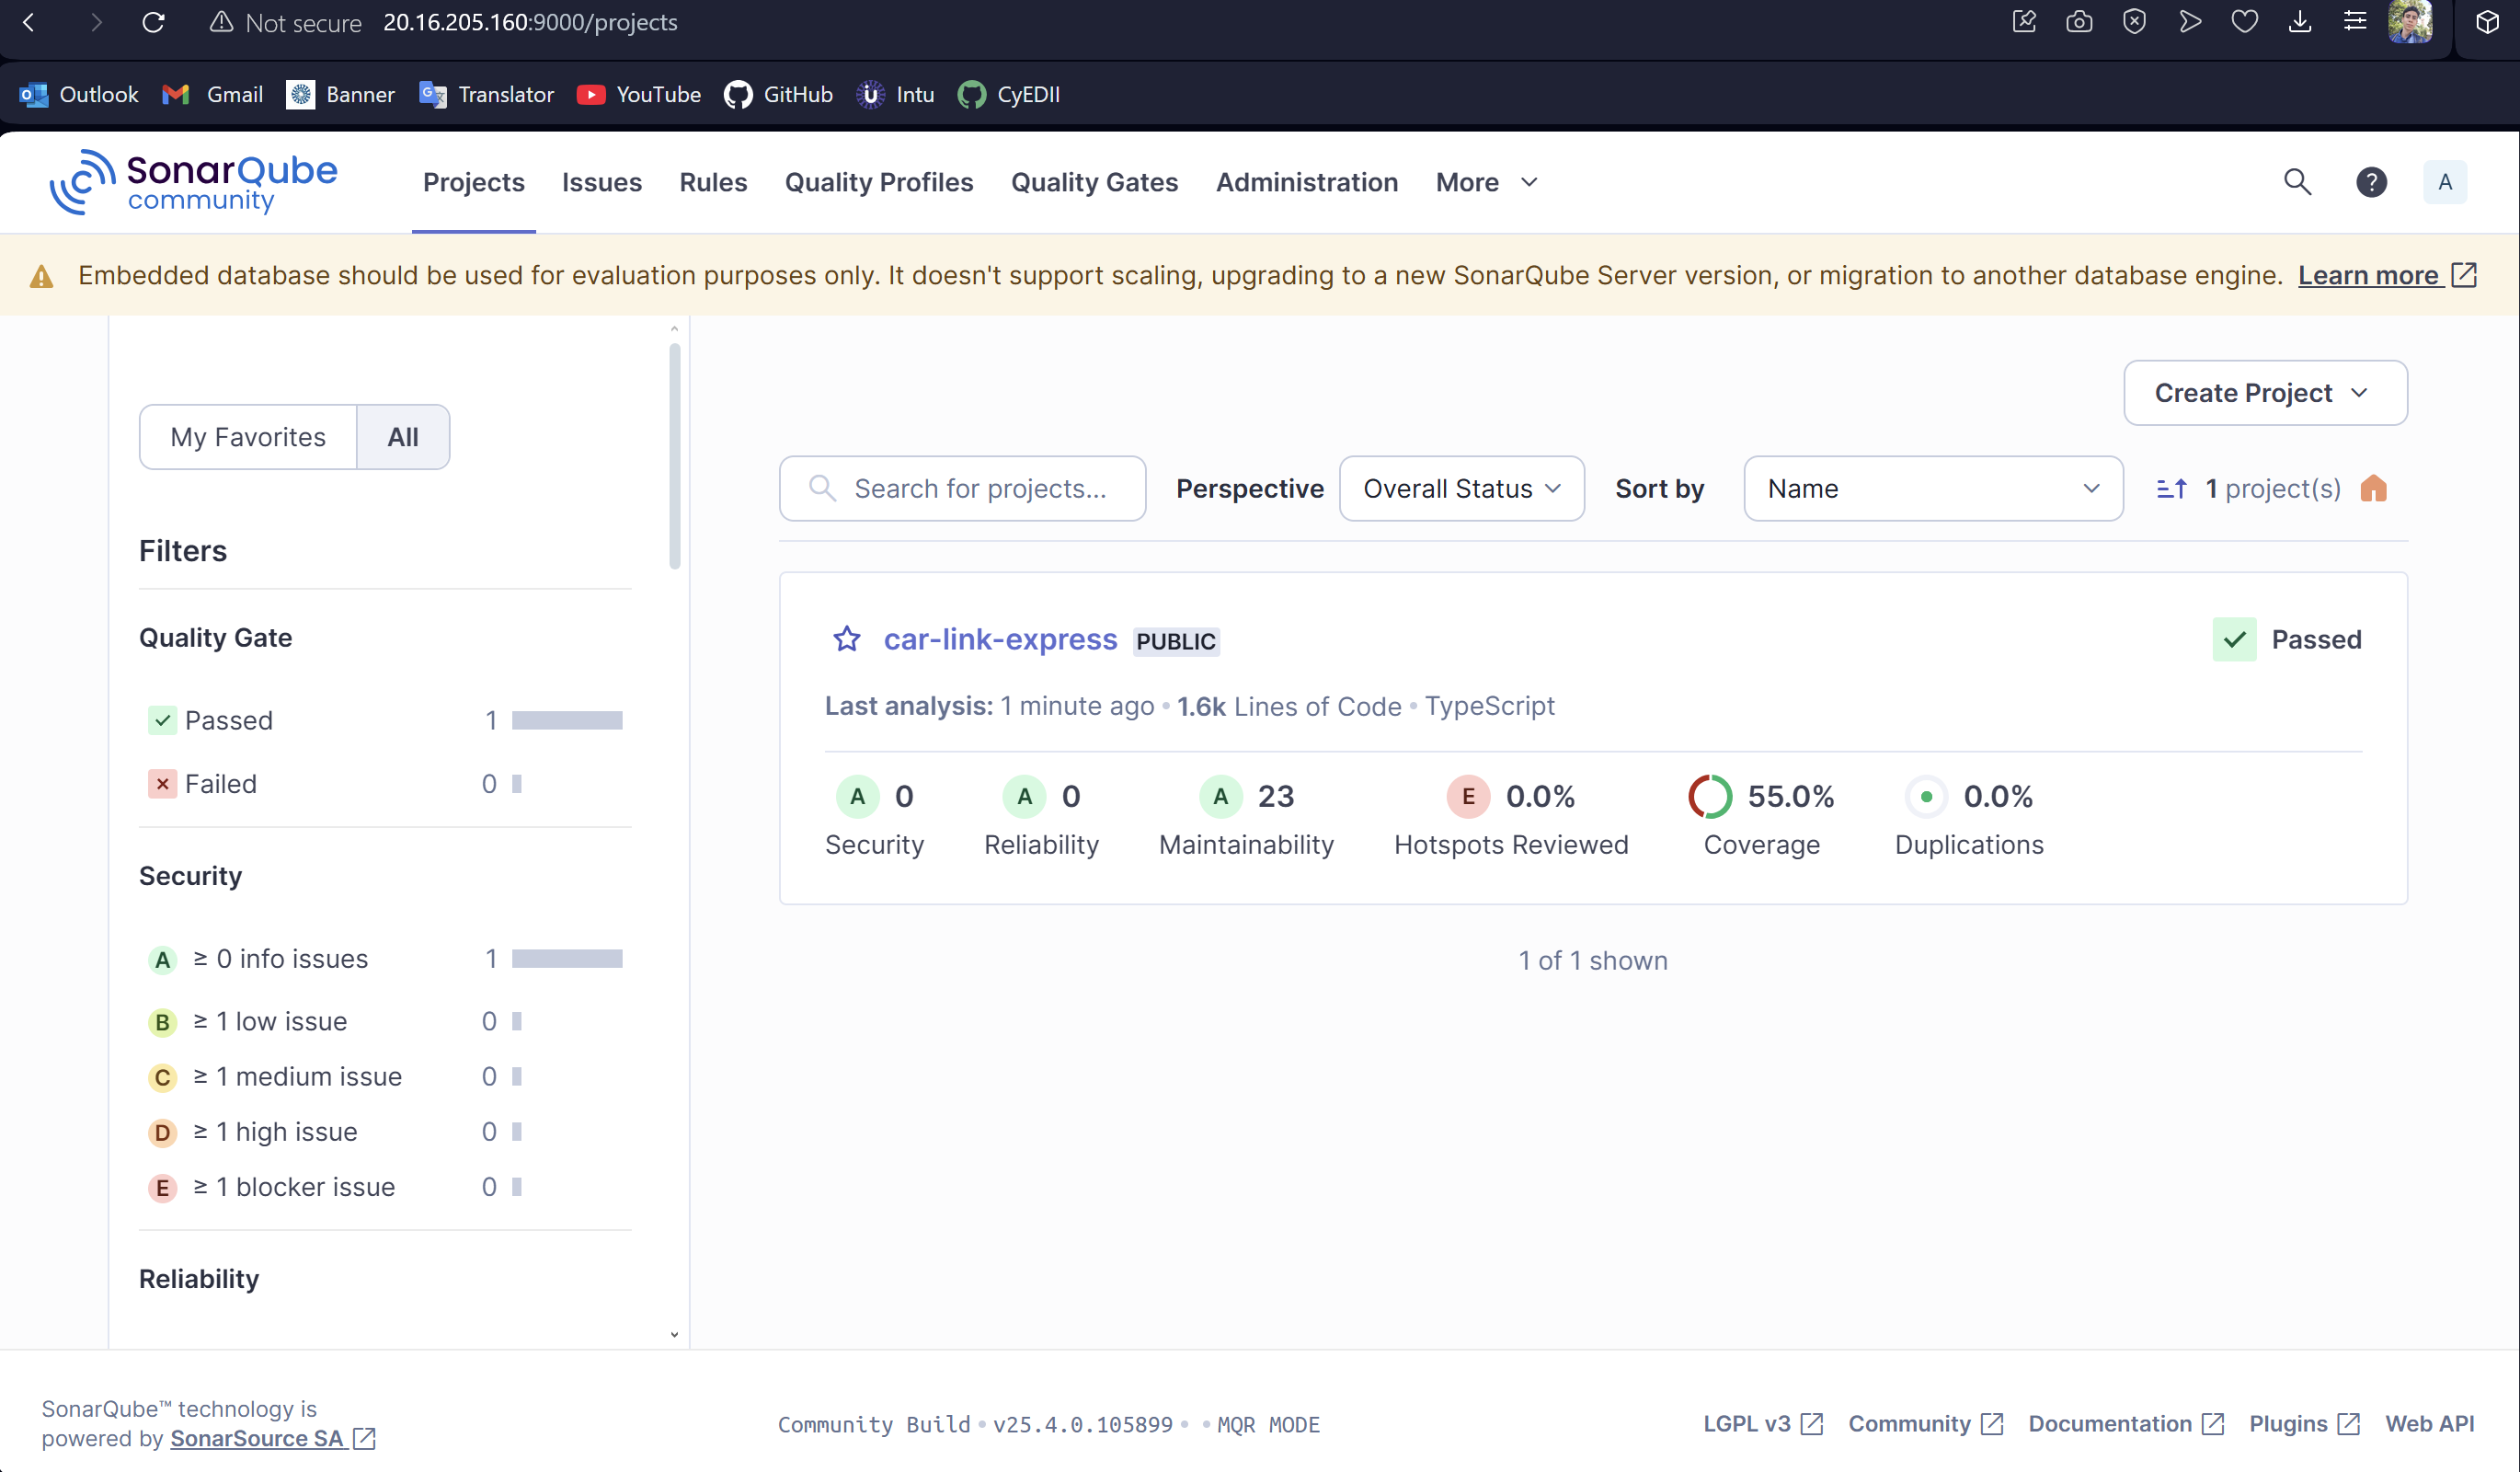 Not secure 20.16.205.160:9000/projects
Outlook Gmail Banner Translator YouTube GitHub Intu CyEDII
SonarQube
community
Projects Issues Rules Quality Profiles Quality Gates Administration More
? A
Embedded database should be used for evaluation purposes only. It doesn't support scaling, upgrading to a new SonarQube Server version, or migration to another database engine. Learn more
My Favorites All
Filters
Quality Gate
Passed 1
Failed 0
Security
A ≥ 0 info issues 1
B ≥ 1 low issue 0
C ≥ 1 medium issue 0
D ≥ 1 high issue 0
E ≥ 1 blocker issue 0
Reliability
Create Project
Search for projects... Perspective Overall Status Sort by Name 1 project(s)
car-link-express PUBLIC Passed
Last analysis: 1 minute ago • 1.6k Lines of Code • TypeScript
A 0 A 0 A 23 E 0.0% 55.0% 0.0%
Security Reliability Maintainability Hotspots Reviewed Coverage Duplications
1 of 1 shown
SonarQube™ technology is
powered by SonarSource SA
Community Build • v25.4.0.105899 • • MQR MODE
LGPL v3 Community Documentation Plugins Web API